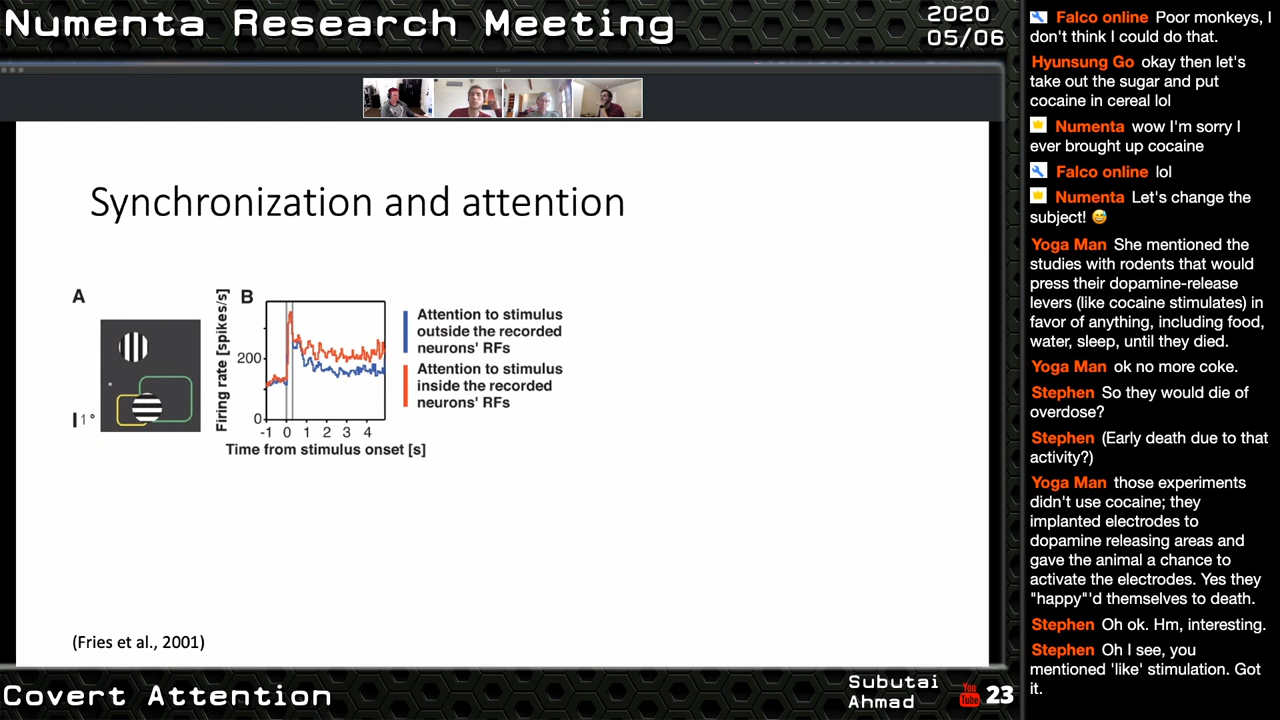 Numenta Research Meeting
2020
05/06
Zoom
Synchronization and attention
A
1°
B
Firing rate [spikes/s]
200
0
-1 0 1 2 3 4
Time from stimulus onset [s]
Attention to stimulus
outside the recorded
neurons' RFs
Attention to stimulus
inside the recorded
neurons' RFs
(Fries et al., 2001)
Covert Attention
Subutai
Ahmad
You
Tube
23
Falco online Poor monkeys, I
don't think I could do that.
Hyunsung Go okay then let's
take out the sugar and put
cocaine in cereal lol
Numenta wow I'm sorry I
ever brought up cocaine
Falco online lol
Numenta Let's change the
subject! 😅
Yoga Man She mentioned the
studies with rodents that would
press their dopamine-release
levers (like cocaine stimulates) in
favor of anything, including food,
water, sleep, until they died.
Yoga Man ok no more coke.
Stephen So they would die of
overdose?
Stephen (Early death due to that
activity?)
Yoga Man those experiments
didn't use cocaine; they
implanted electrodes to
dopamine releasing areas and
gave the animal a chance to
activate the electrodes. Yes they
"happy"'d themselves to death.
Stephen Oh ok. Hm, interesting.
Stephen Oh I see, you
mentioned 'like' stimulation. Got
it.